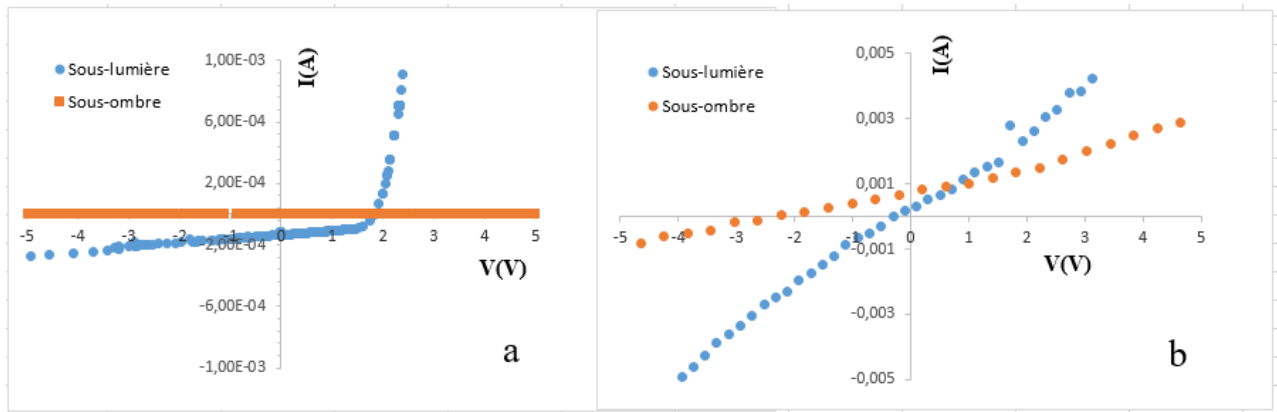 Sous-lumière
Sous-ombre
I(A)
1,00E-03
6,00E-04
2,00E-04
-2,00E-04
-6,00E-04
-1,00E-03
-5 -4 -3 -2 -1 0 1 2 3 4 5
V(V)
a
Sous-lumière
Sous-ombre
I(A)
0,005
0,003
0,001
-0,001
-0,003
-0,005
-5 -4 -3 -2 -1 0 1 2 3 4 5
V(V)
b